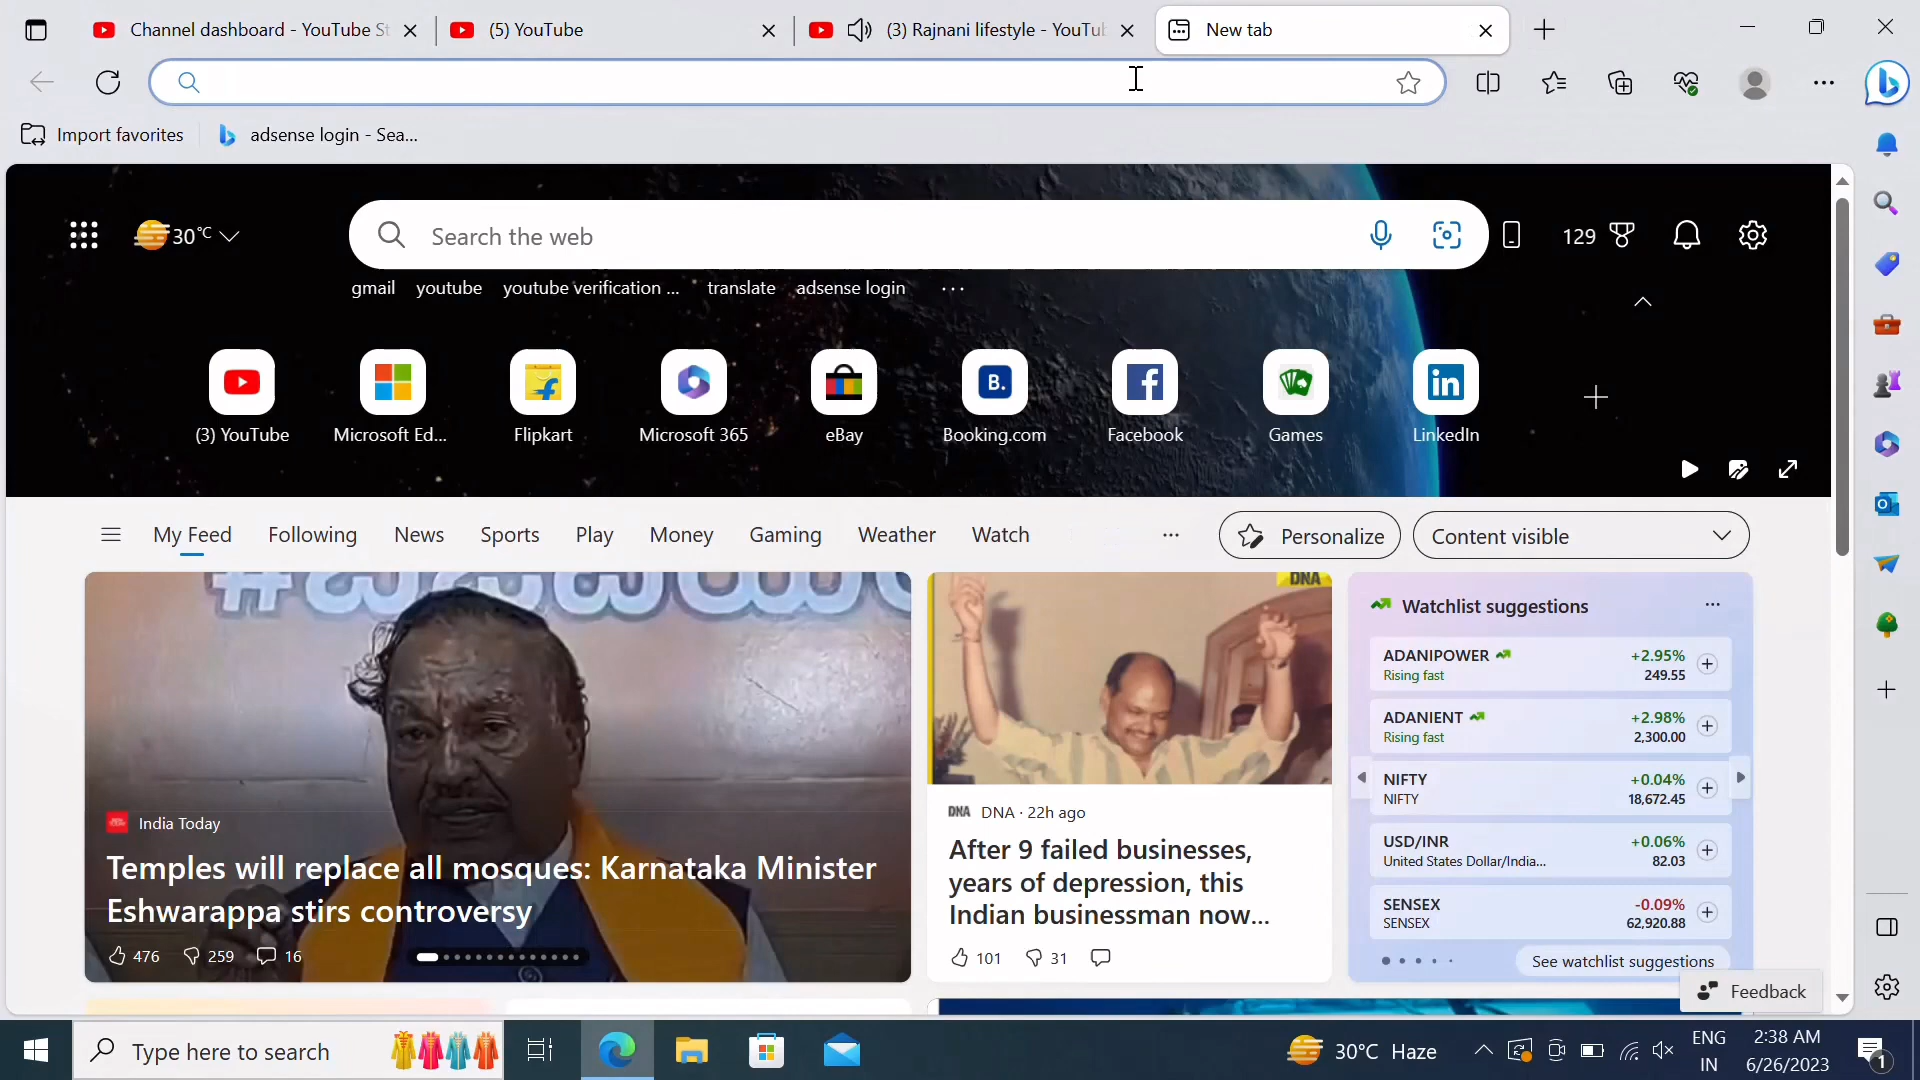 Channel dashboard - YouTube St
(5) YouTube
(3) Rajnani lifestyle - YouTub
New tab
Import favorites
adsense login - Sea...
30°C
Search the web
129
gmail
youtube
youtube verification ...
translate
adsense login
(3) YouTube
Microsoft Ed...
Flipkart
Microsoft 365
eBay
B.
Booking.com
Facebook
Games
in
LinkedIn
My Feed
Following
News
Sports
Play
Money
Gaming
Weather
Watch
Personalize
Content visible
India Today
Temples will replace all mosques: Karnataka Minister
Eshwarappa stirs controversy
476
259
16
DNA
DNA DNA · 22h ago
After 9 failed businesses,
years of depression, this
Indian businessman now...
101
31
Watchlist suggestions
ADANIPOWER
Rising fast
+2.95%
249.55
ADANIENT
Rising fast
+2.98%
2,300.00
NIFTY
NIFTY
+0.04%
18,672.45
USD/INR
United States Dollar/India...
+0.06%
82.03
SENSEX
SENSEX
-0.09%
62,920.88
See watchlist suggestions
Feedback
Type here to search
30°C Haze
ENG
IN
2:38 AM
6/26/2023
1